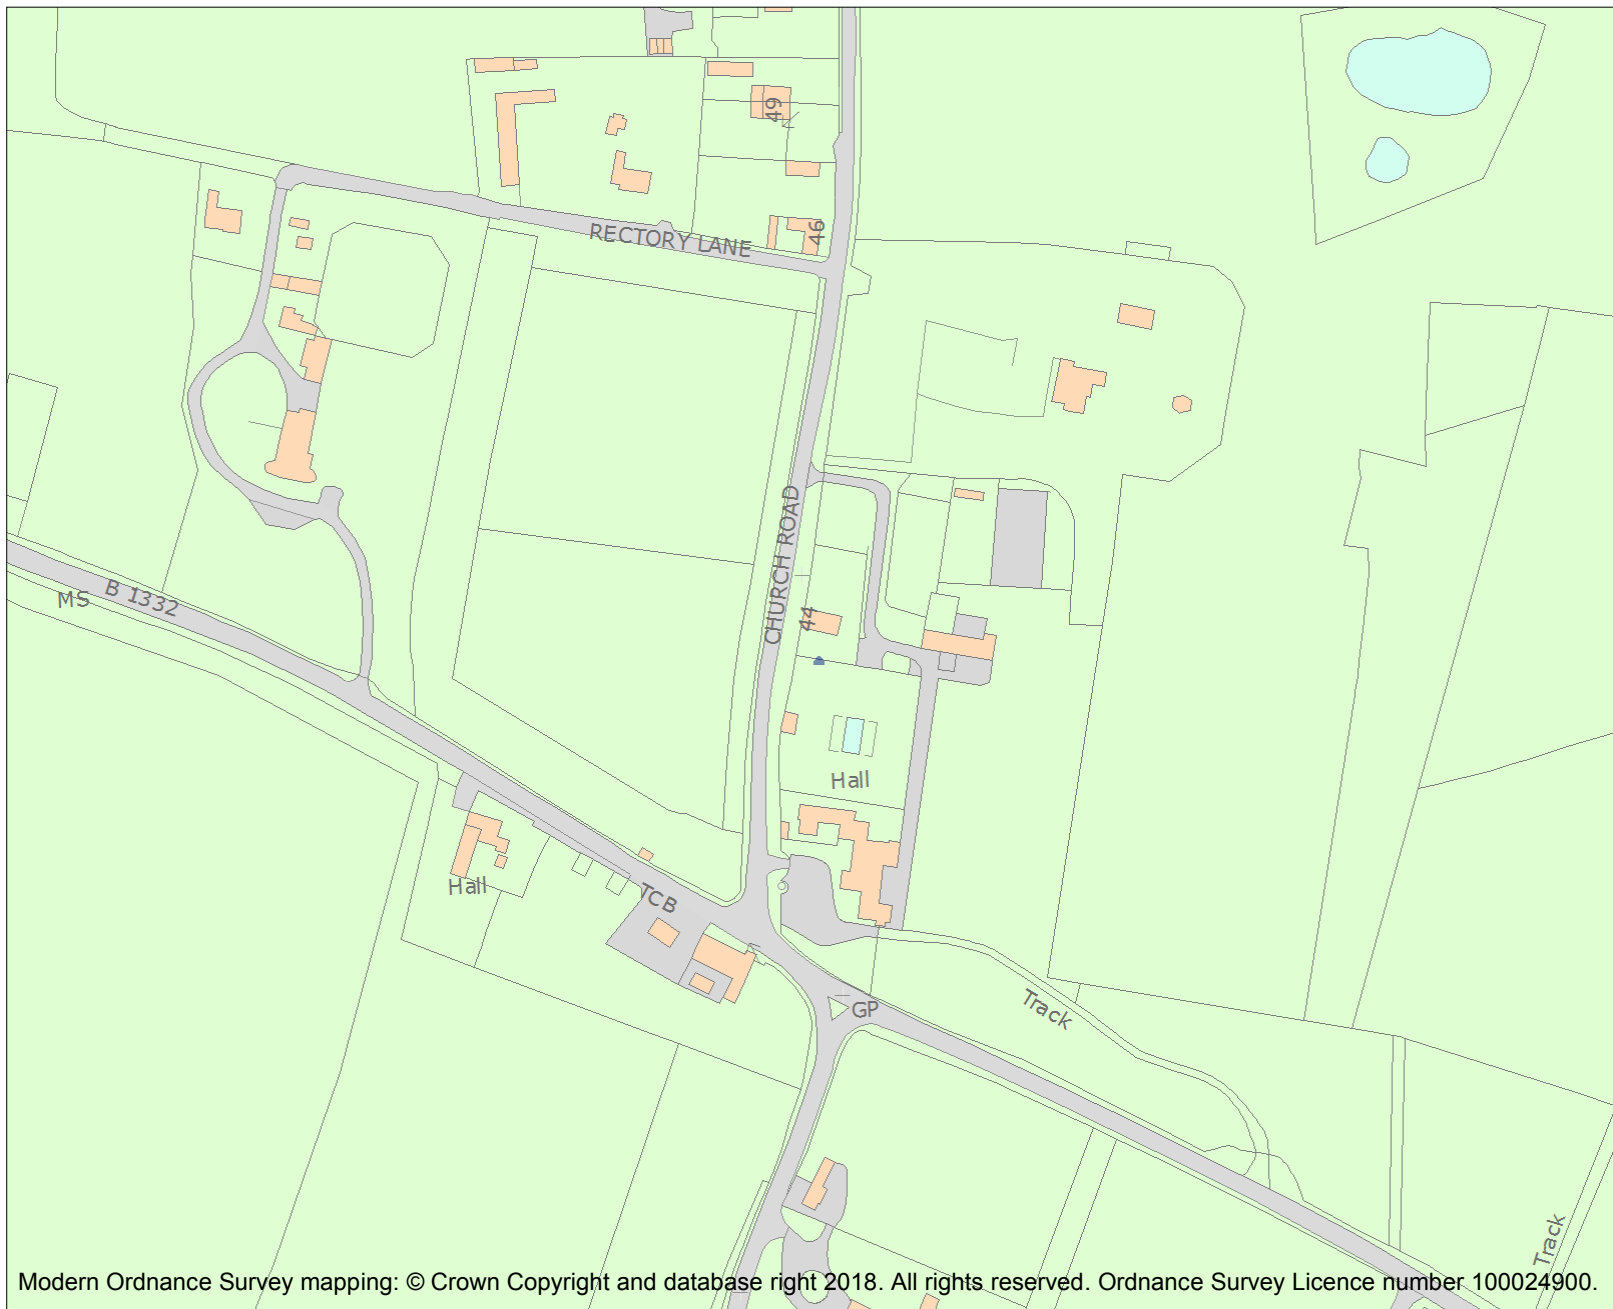 49
46
RECTORY LANE
CHURCH ROAD
B 1332
MS
44
Hall
Hall
TCB
GP
Track
Track
Modern Ordnance Survey mapping: © Crown Copyright and database right 2018. All rights reserved. Ordnance Survey Licence number 100024900.